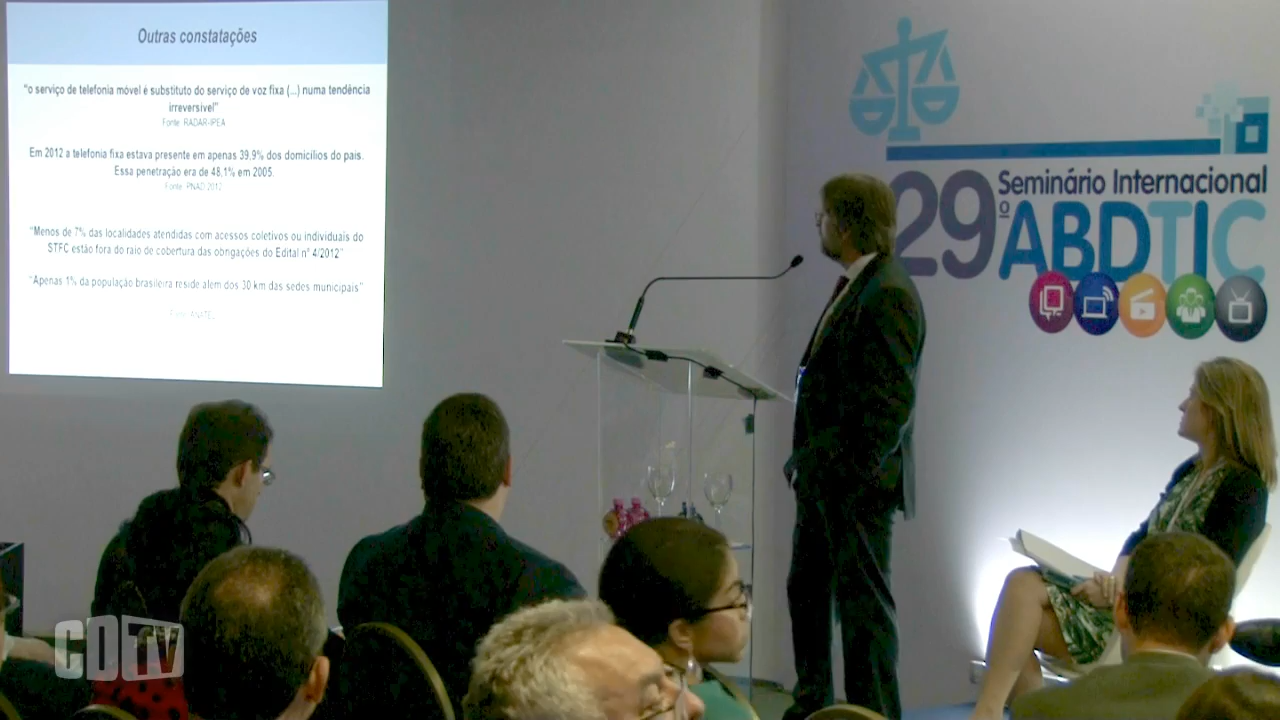 Outras constatações
"o serviço de telefonia móvel é substituto do serviço de voz fixa (...) numa tendência
irreversível"
Fonte: RADAR-IPEA
Em 2012 a telefonia fixa estava presente em apenas 39,9% dos domicílios do país.
Essa penetração era de 48,1% em 2005.
Fonte: PNAD 2012
"Menos de 7% das localidades atendidas com acessos coletivos ou individuais do
STFC estão fora do raio de cobertura das obrigações do Edital n° 4/2012"
"Apenas 1% da população brasileira reside além dos 30 km das sedes municipais"
Fonte: ANATEL
29º Seminário Internacional
ABDTIC
CDTV